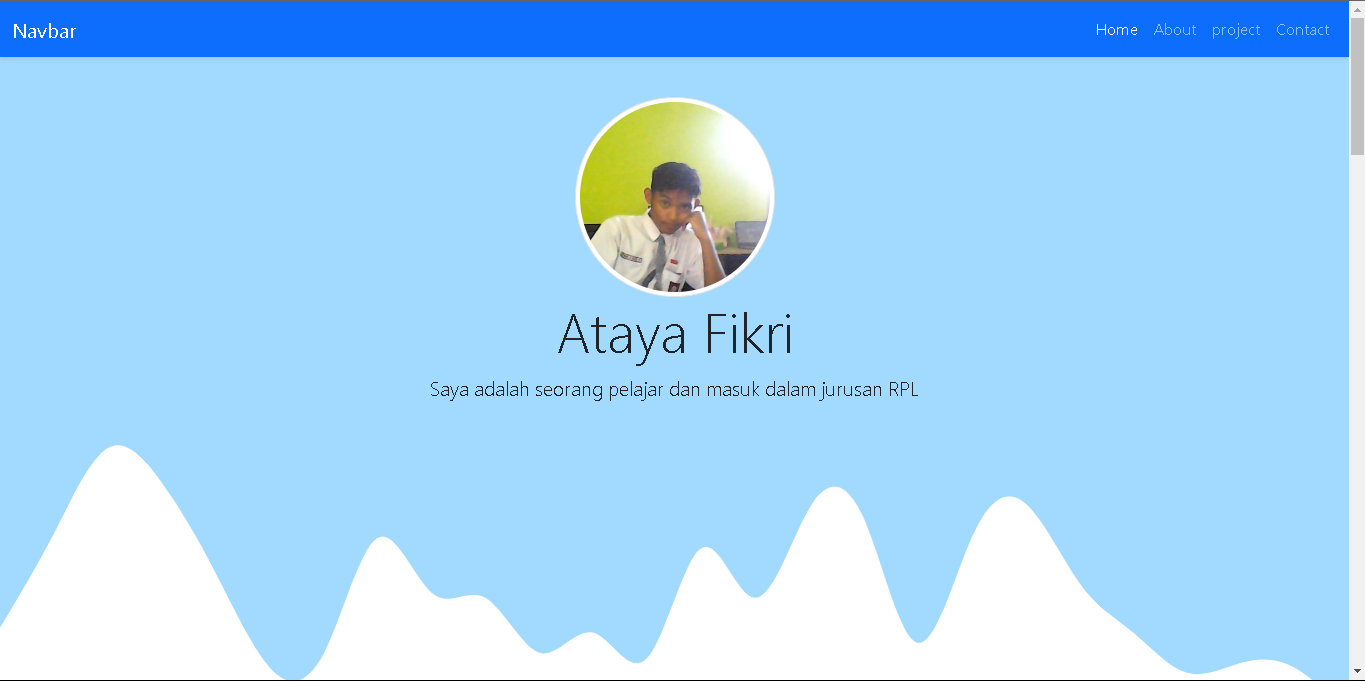 Navbar
Home About project Contact
Ataya Fikri
Saya adalah seorang pelajar dan masuk dalam jurusan RPL